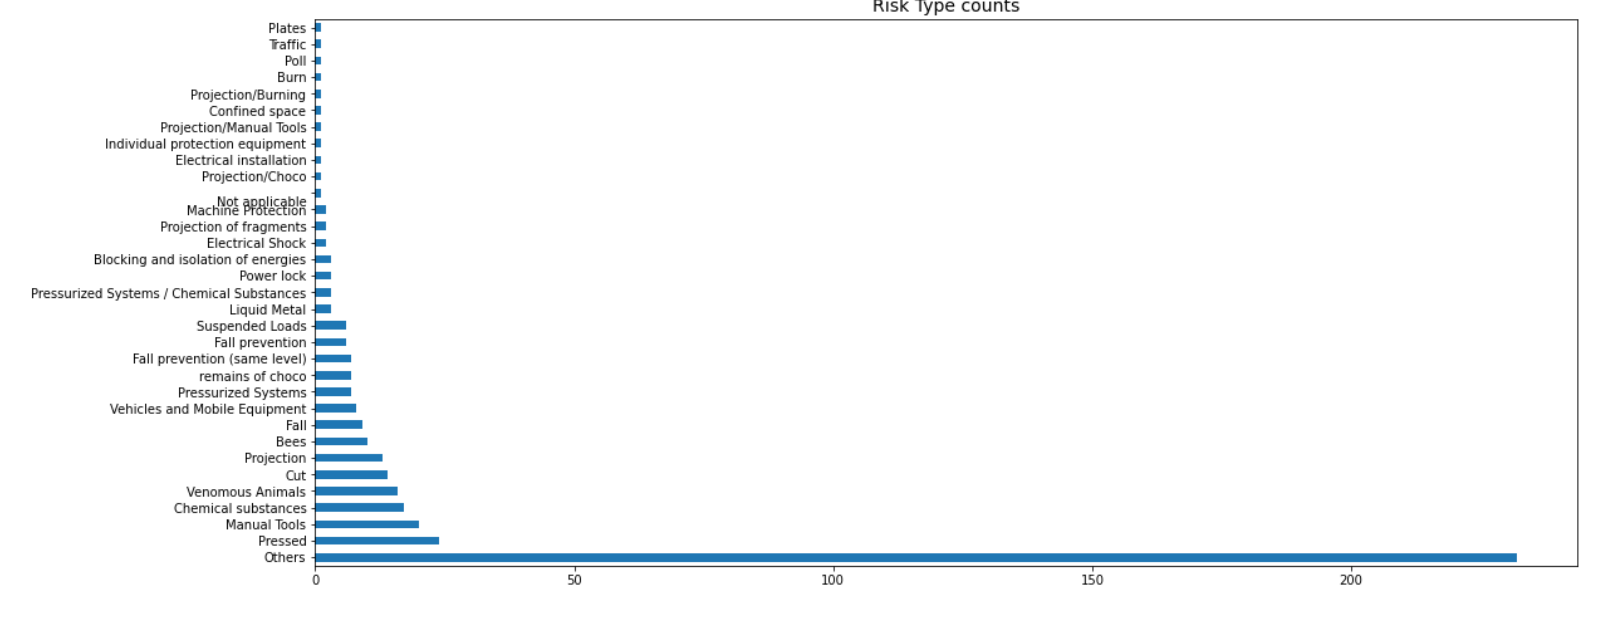 Risk Type counts
Plates
Traffic
Poll
Burn
Projection/Burning
Confined space
Projection/Manual Tools
Individual protection equipment
Electrical installation
Projection/Choco
Not applicable
Machine Protection
Projection of fragments
Electrical Shock
Blocking and isolation of energies
Power lock
Pressurized Systems / Chemical Substances
Liquid Metal
Suspended Loads
Fall prevention
Fall prevention (same level)
remains of choco
Pressurized Systems
Vehicles and Mobile Equipment
Fall
Bees
Projection
Cut
Venomous Animals
Chemical substances
Manual Tools
Pressed
Others
0 50 100 150 200